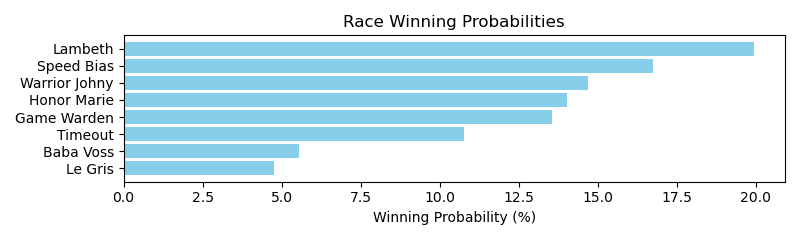 Race Winning Probabilities
Lambeth
Speed Bias
Warrior Johny
Honor Marie
Game Warden
Timeout
Baba Voss
Le Gris
0.0 2.5 5.0 7.5 10.0 12.5 15.0 17.5 20.0
Winning Probability (%)